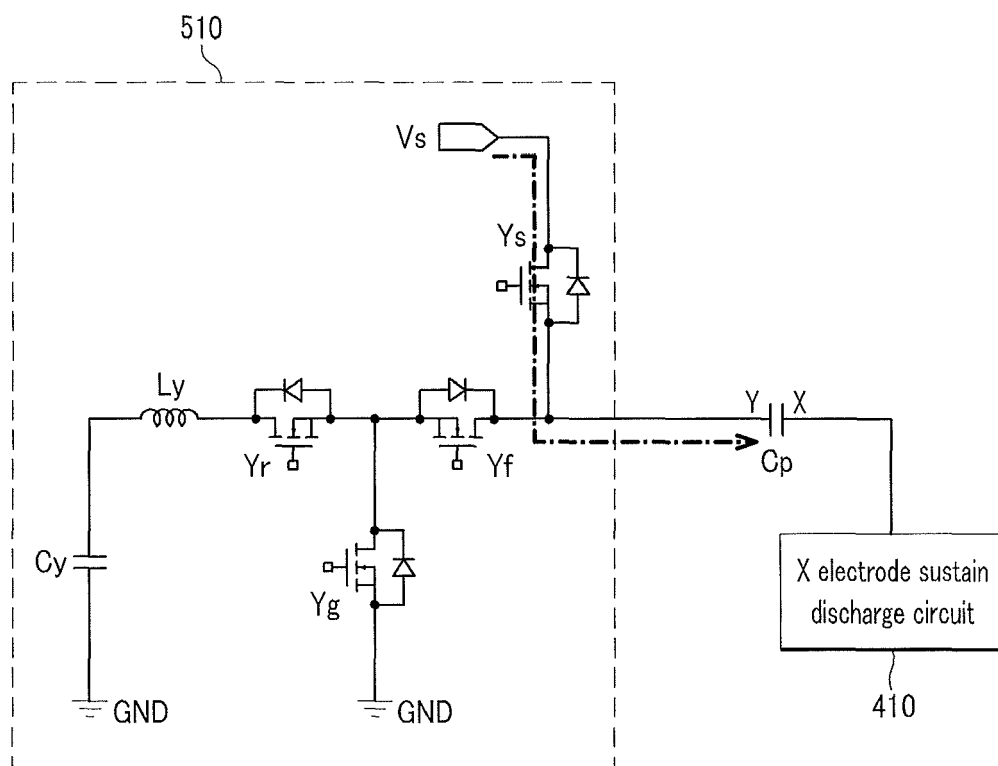 510
Vs
Ys
Ly
Yr
Yf
Y X
Cp
Cy
Yg
X electrode sustain
discharge circuit
GND
GND
410